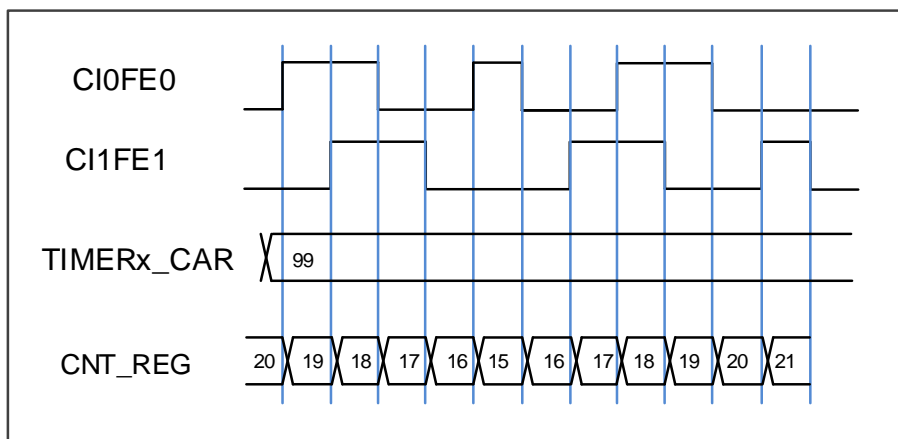 CI0FE0
CI1FE1
TIMERx_CAR 99
CNT_REG 20 19 18 17 16 15 16 17 18 19 20 21